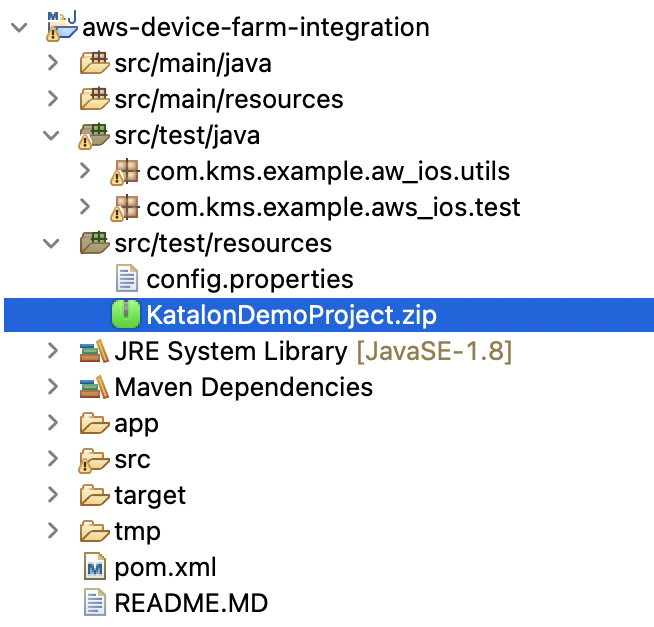 aws-device-farm-integration
src/main/java
src/main/resources
src/test/java
com.kms.example.aw_ios.utils
com.kms.example.aws_ios.test
src/test/resources
config.properties
KatalonDemoProject.zip
JRE System Library [JavaSE-1.8]
Maven Dependencies
app
src
target
tmp
pom.xml
README.MD